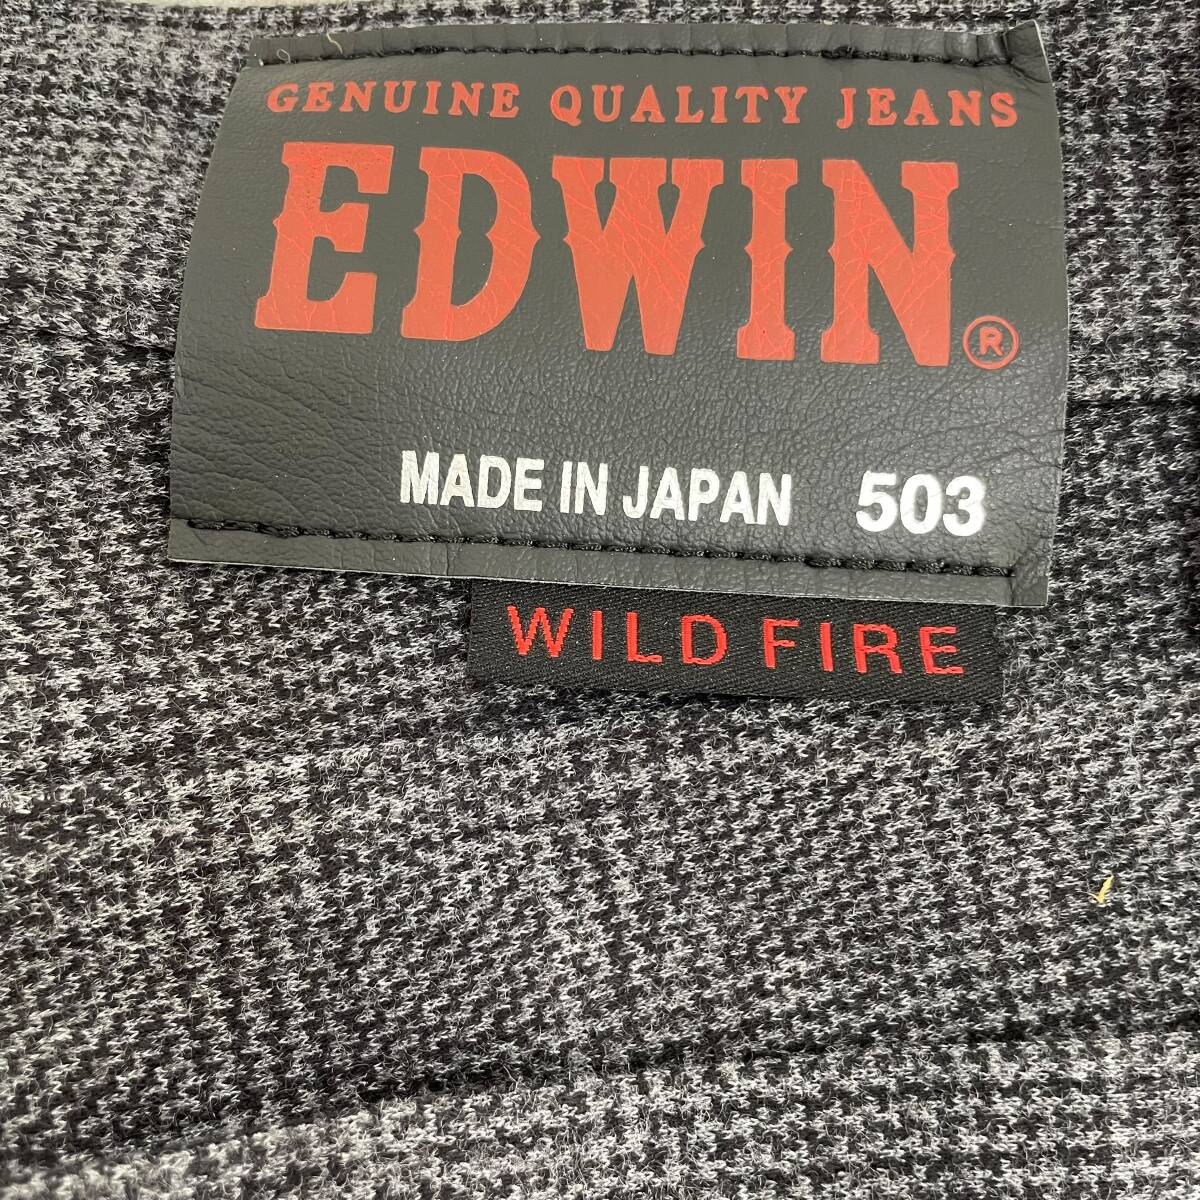 GENUINE QUALITY JEANS
EDWIN®
MADE IN JAPAN 503
WILD FIRE